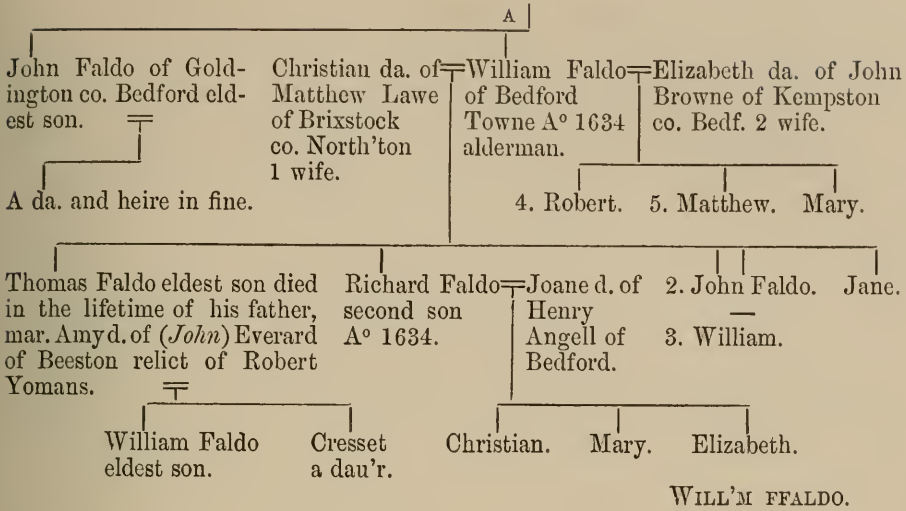 A
John Faldo of Gold-
ington co. Bedford eld-
est son.
Christian da. of
Matthew Lawe
of Brixstock
co. North'ton
1 wife.
William Faldo
of Bedford
Towne Aº 1634
alderman.
Elizabeth da. of John
Browne of Kempston
co. Bedf. 2 wife.
A da. and heire in fine.
4. Robert. 5. Matthew. Mary.
Thomas Faldo eldest son died
in the lifetime of his father,
mar. Amy d. of (John) Everard
of Beeston relict of Robert
Yomans.
Richard Faldo
second son
Aº 1634.
Joane d. of
Henry
Angell of
Bedford.
2. John Faldo.
3. William.
Jane.
William Faldo
eldest son.
Cresset
a dau'r.
Christian. Mary. Elizabeth.
WILL'M FFALDO.